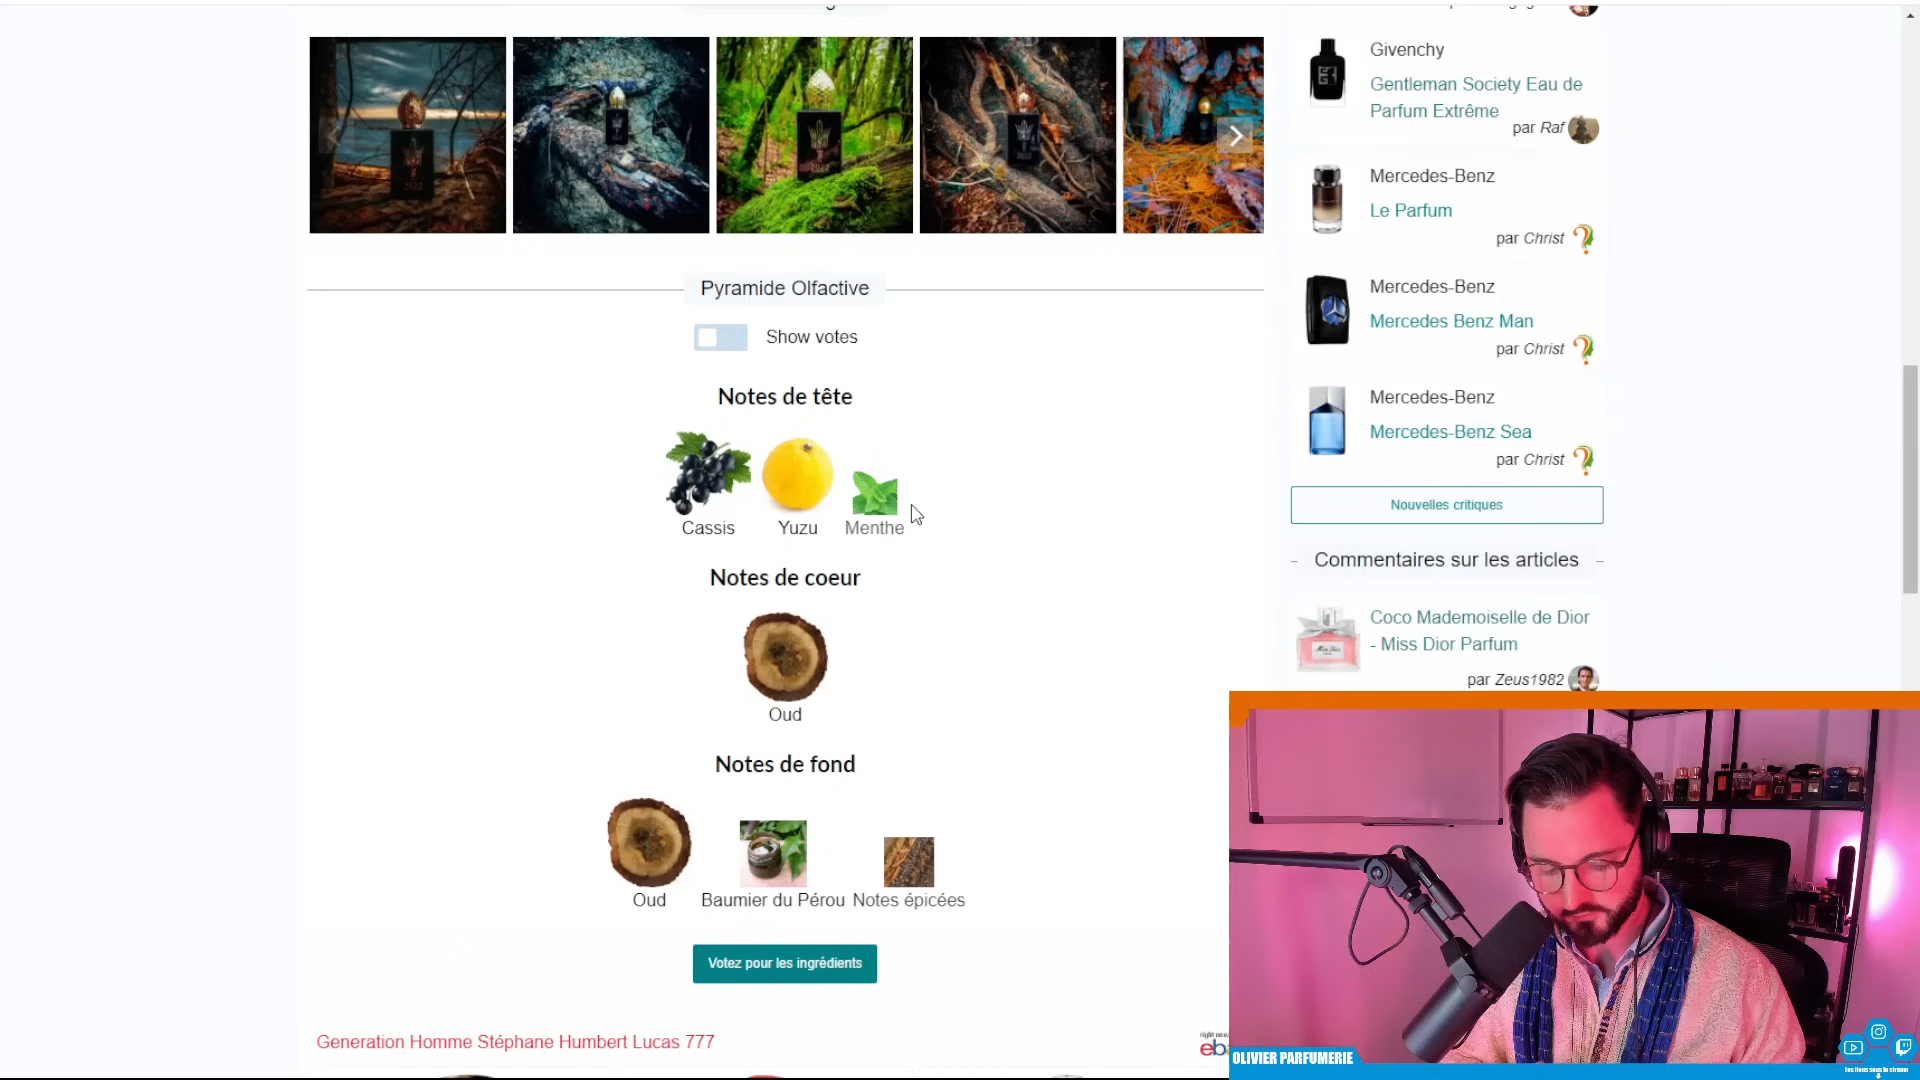 Pyramide Olfactive
Show votes
Notes de tête
Cassis
Yuzu
Menthe
Notes de coeur
Oud
Notes de fond
Oud
Baumier du Pérou
Notes épicées
Votez pour les ingrédients
Generation Homme Stéphane Humbert Lucas 777
Givenchy
Gentleman Society Eau de
Parfum Extrême
par Raf
Mercedes-Benz
Le Parfum
par Christ
Mercedes-Benz
Mercedes Benz Man
par Christ
Mercedes-Benz
Mercedes-Benz Sea
par Christ
Nouvelles critiques
Commentaires sur les articles
Coco Mademoiselle de Dior
- Miss Dior Parfum
par Zeus1982
OLIVIER PARFUMERIE